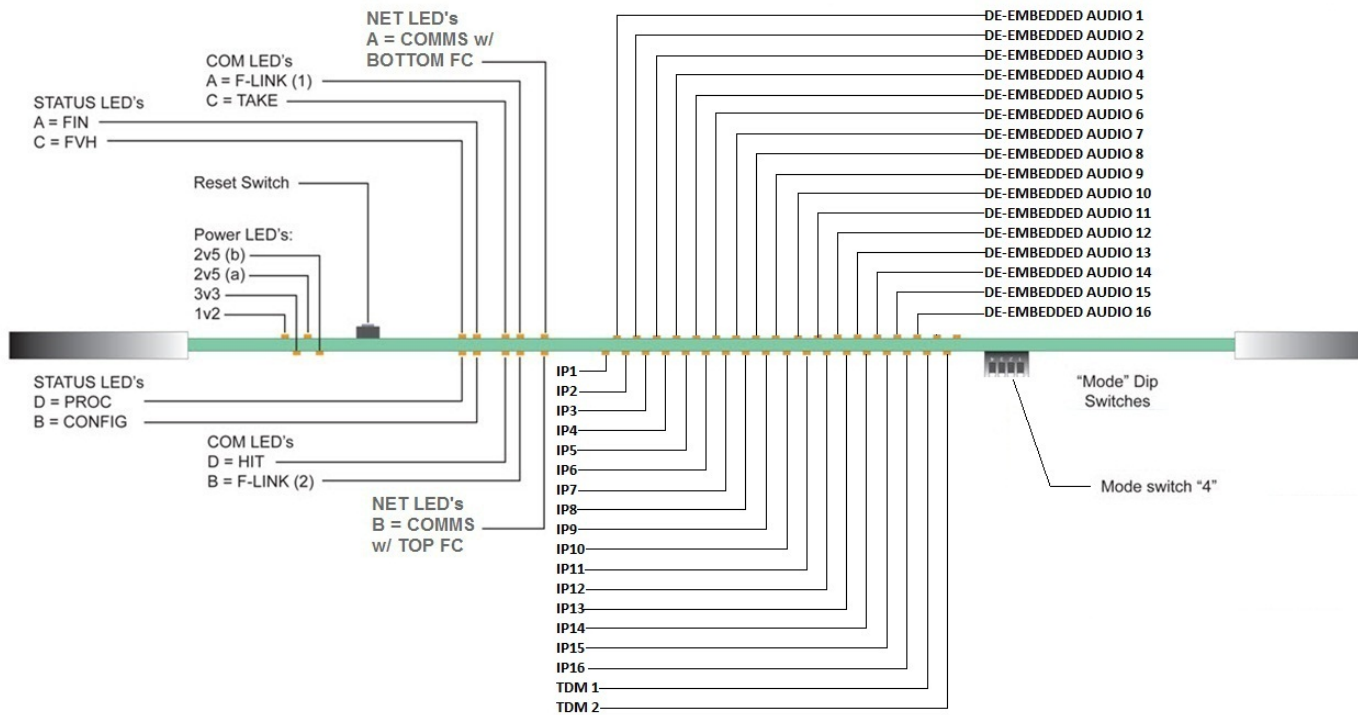 NET LED's
A = COMMS w/
BOTTOM FC
COM LED's
A = F-LINK (1)
C = TAKE
STATUS LED's
A = FIN
C = FVH
Reset Switch
Power LED's:
2v5 (b)
2v5 (a)
3v3
1v2
DE-EMBEDDED AUDIO 1
DE-EMBEDDED AUDIO 2
DE-EMBEDDED AUDIO 3
DE-EMBEDDED AUDIO 4
DE-EMBEDDED AUDIO 5
DE-EMBEDDED AUDIO 6
DE-EMBEDDED AUDIO 7
DE-EMBEDDED AUDIO 8
DE-EMBEDDED AUDIO 9
DE-EMBEDDED AUDIO 10
DE-EMBEDDED AUDIO 11
DE-EMBEDDED AUDIO 12
DE-EMBEDDED AUDIO 13
DE-EMBEDDED AUDIO 14
DE-EMBEDDED AUDIO 15
DE-EMBEDDED AUDIO 16
STATUS LED's
D = PROC
B = CONFIG
COM LED's
D = HIT
B = F-LINK (2)
NET LED's
B = COMMS
w/ TOP FC
IP1
IP2
IP3
IP4
IP5
IP6
IP7
IP8
IP9
IP10
IP11
IP12
IP13
IP14
IP15
IP16
TDM 1
TDM 2
“Mode” Dip
Switches
Mode switch “4”